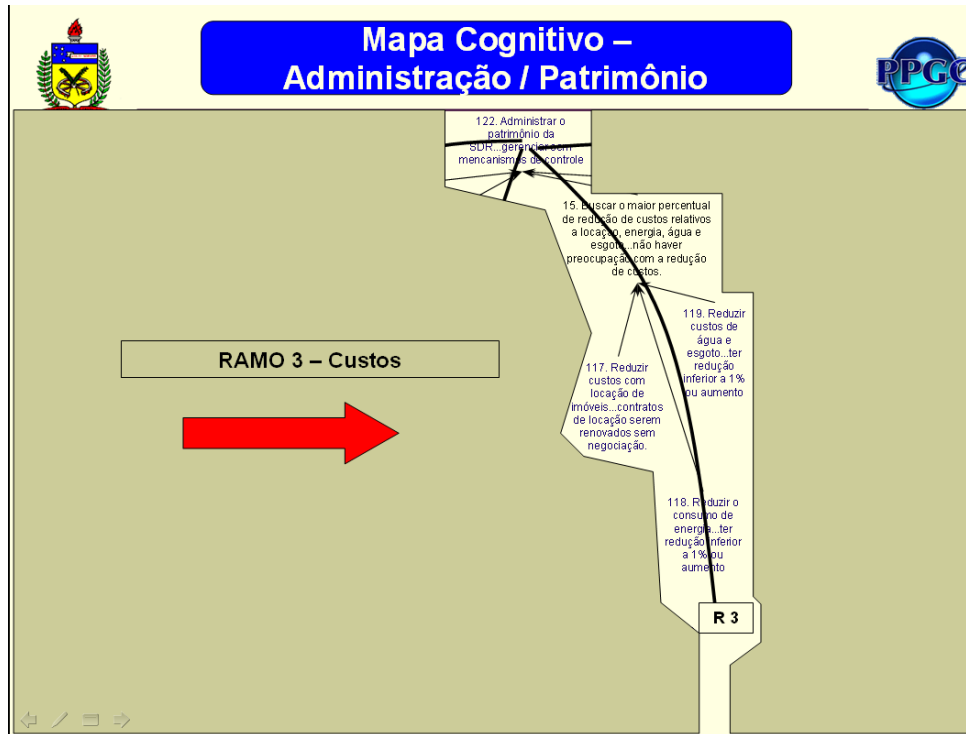 Mapa Cognitivo –
Administração / Patrimônio
PPGC
122. Administrar o
patrimônio da
SDR...gerenciar sem
mencanismos de controle
15. Buscar o maior percentual
de redução de custos relativos
a locação, energia, água e
esgoto...não haver
preocupação com a redução
de custos.
119. Reduzir
custos de
água e
esgoto...ter
redução
inferior a 1%
ou aumento
RAMO 3 – Custos
117. Reduzir
custos com
locação de
imóveis...contratos
de locação serem
renovados sem
negociação.
118. Reduzir o
consumo de
energia...ter
redução inferior
a 1% ou
aumento
R 3